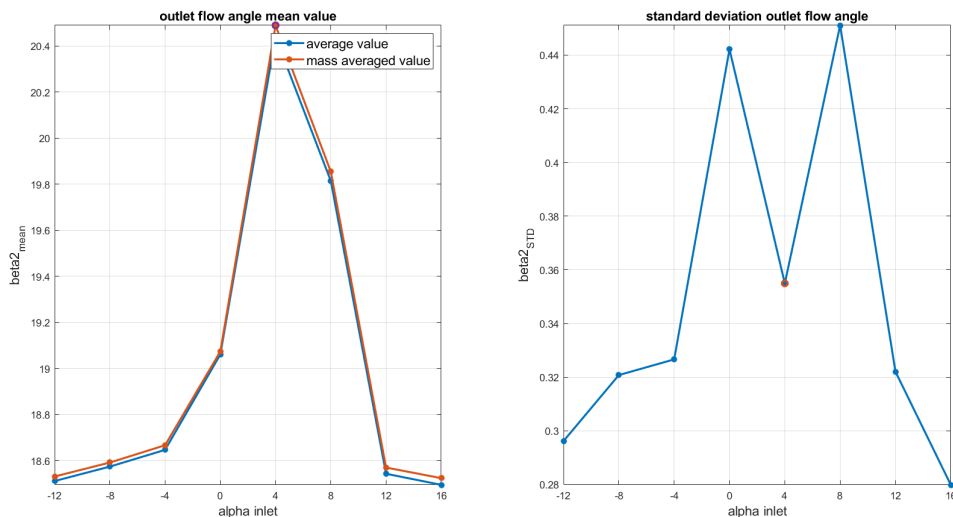 outlet flow angle mean value
20.4
20.2
20
19.8
19.6
19.4
19.2
19
18.8
18.6
beta2mean
average value
mass averaged value
-12 -8 -4 0 4 8 12 16
alpha inlet
standard deviation outlet flow angle
0.44
0.42
0.4
0.38
0.36
0.34
0.32
0.3
0.28
beta2STD
-12 -8 -4 0 4 8 12 16
alpha inlet